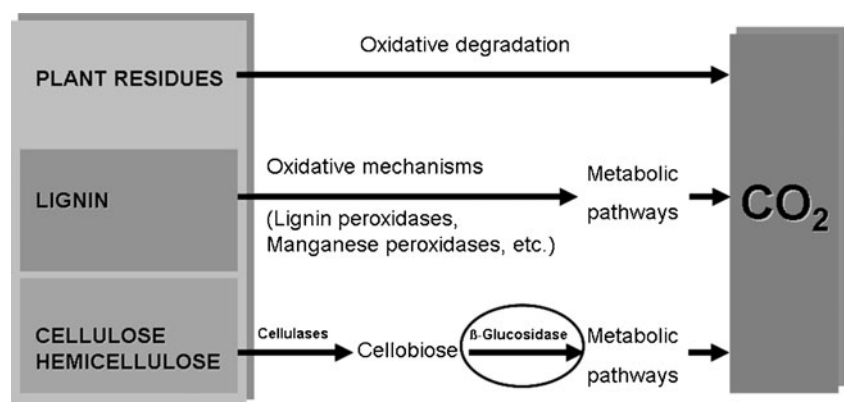 Oxidative degradation
PLANT RESIDUES
Oxidative mechanisms
LIGNIN
(Lignin peroxidases,
Manganese peroxidases, etc.)
Metabolic
pathways
CO₂
CELLULOSE
HEMICELLULOSE
Cellulases
Cellobiose
ß-Glucosidase
Metabolic
pathways